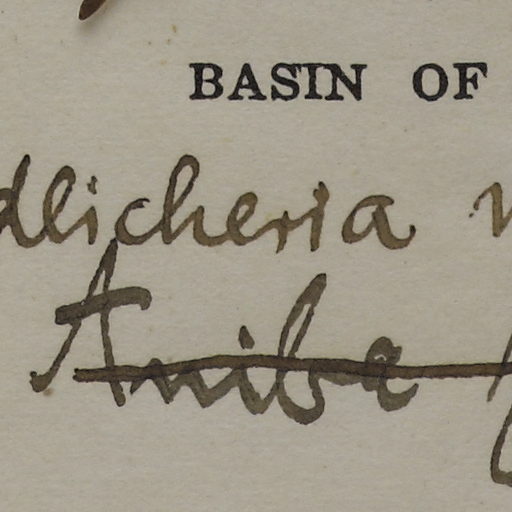 BASIN OF
dlicheria
Anibe